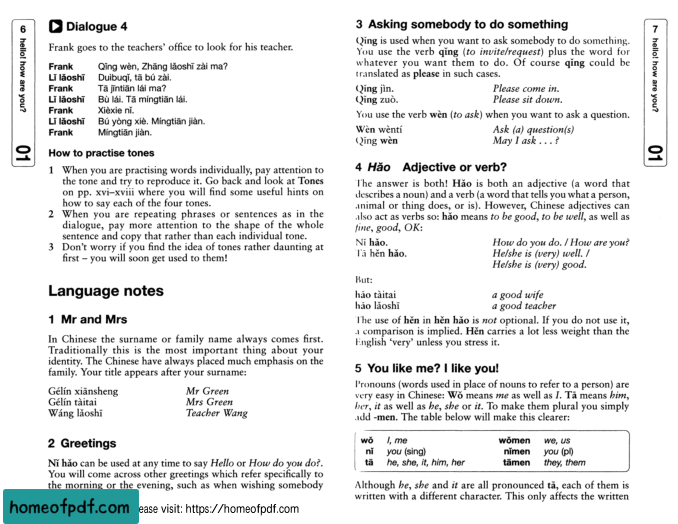 6
hello! how are you?
01
Dialogue 4
Frank goes to the teachers' office to look for his teacher.
Frank Qǐng wèn, Zhāng lǎoshī zài ma?
Lǐ lǎoshī Duìbuqǐ, tā bú zài.
Frank Tā jīntiān lái ma?
Lǐ lǎoshī Bù lái. Tā míngtiān lái.
Frank Xièxie nǐ.
Lǐ lǎoshī Bú yòng xiè. Míngtiān jiàn.
Frank Míngtiān jiàn.
How to practise tones
1 When you are practising words individually, pay attention to
the tone and try to reproduce it. Go back and look at Tones
on pp. xvi–xviii where you will find some useful hints on
how to say each of the four tones.
2 When you are repeating phrases or sentences as in the
dialogue, pay more attention to the shape of the whole
sentence and copy that rather than each individual tone.
3 Don't worry if you find the idea of tones rather daunting at
first – you will soon get used to them!
Language notes
1 Mr and Mrs
In Chinese the surname or family name always comes first.
Traditionally this is the most important thing about your
identity. The Chinese have always placed much emphasis on the
family. Your title appears after your surname:
Gélín xiānsheng Mr Green
Gélín tàitai Mrs Green
Wáng lǎoshī Teacher Wang
2 Greetings
Nǐ hǎo can be used at any time to say Hello or How do you do?.
You will come across other greetings which refer specifically to
the morning or the evening, such as when wishing somebody
homeofpdf.com
ease visit: https://homeofpdf.com
3 Asking somebody to do something
Qǐng is used when you want to ask somebody to do something.
You use the verb qǐng (to invite/request) plus the word for
whatever you want them to do. Of course qǐng could be
translated as please in such cases.
Qǐng jìn. Please come in.
Qǐng zuò. Please sit down.
You use the verb wèn (to ask) when you want to ask a question.
Wèn wèntí Ask (a) question(s)
Qǐng wèn May I ask . . . ?
4 Hǎo Adjective or verb?
The answer is both! Hǎo is both an adjective (a word that
describes a noun) and a verb (a word that tells you what a person,
animal or thing does, or is). However, Chinese adjectives can
also act as verbs so: hǎo means to be good, to be well, as well as
fine, good, OK:
Nǐ hǎo. How do you do. / How are you?
Tā hěn hǎo. He/she is (very) well. /
He/she is (very) good.
But:
hǎo tàitai a good wife
hǎo lǎoshī a good teacher
The use of hěn in hěn hǎo is not optional. If you do not use it,
a comparison is implied. Hěn carries a lot less weight than the
English 'very' unless you stress it.
5 You like me? I like you!
Pronouns (words used in place of nouns to refer to a person) are
very easy in Chinese: Wǒ means me as well as I. Tā means him,
her, it as well as he, she or it. To make them plural you simply
add -men. The table below will make this clearer:
wǒ I, me wǒmen we, us
nǐ you (sing) nǐmen you (pl)
tā he, she, it, him, her tāmen they, them
Although he, she and it are all pronounced tā, each of them is
written with a different character. This only affects the written
7
hello! how are you?
01